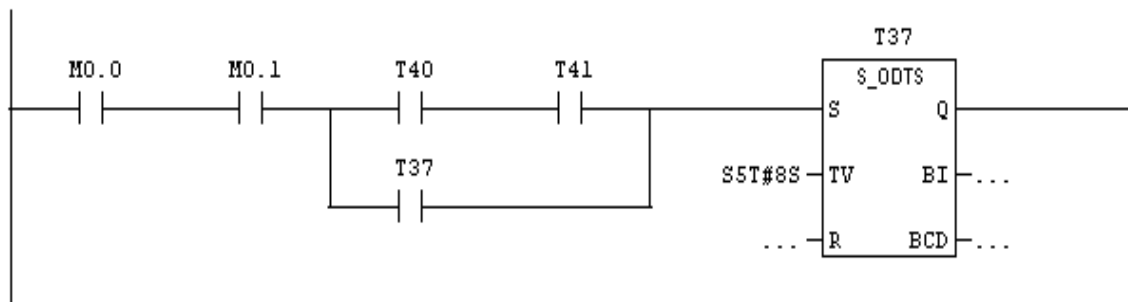 T37
M0.0 M0.1 T40 T41 S_ODTS
S Q
T37
S5T#8S TV BI ...
... R BCD ...